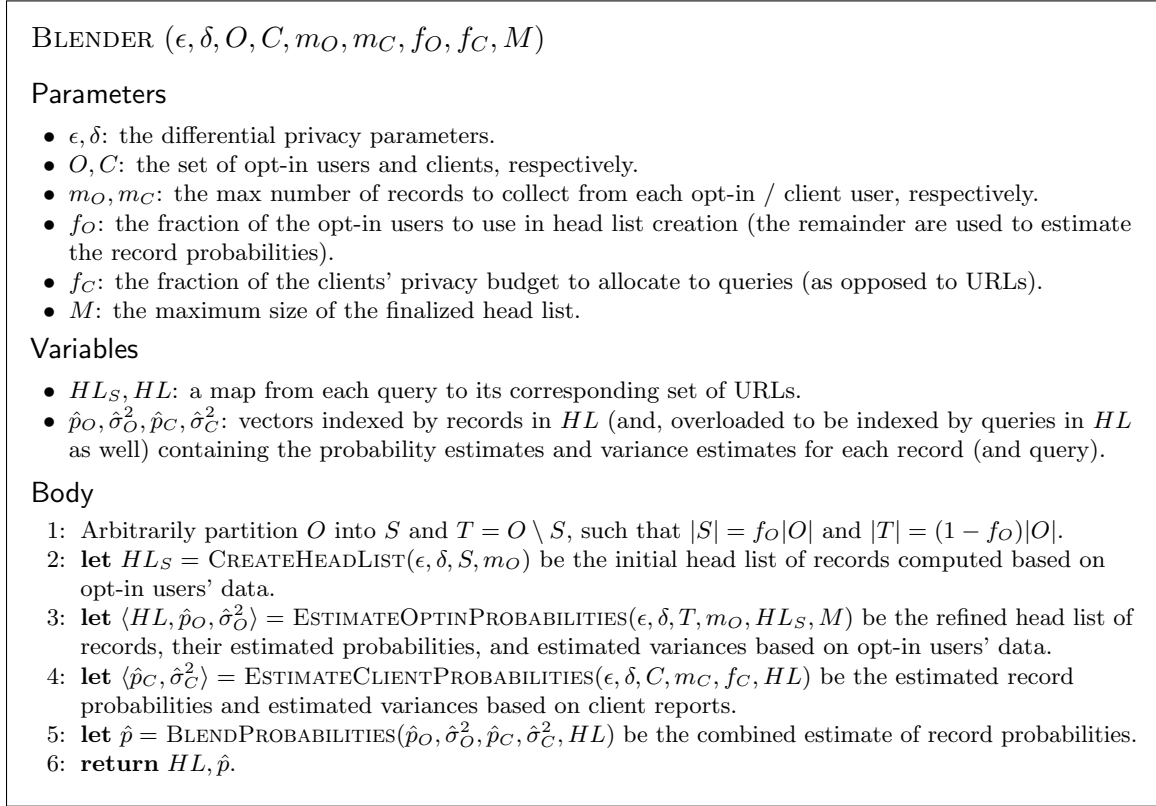 BLENDER (ϵ, δ, O, C, m_O, m_C, f_O, f_C, M)
Parameters
• ϵ, δ: the differential privacy parameters.
• O, C: the set of opt-in users and clients, respectively.
• m_O, m_C: the max number of records to collect from each opt-in / client user, respectively.
• f_O: the fraction of the opt-in users to use in head list creation (the remainder are used to estimate
the record probabilities).
• f_C: the fraction of the clients' privacy budget to allocate to queries (as opposed to URLs).
• M: the maximum size of the finalized head list.
Variables
• HL_S, HL: a map from each query to its corresponding set of URLs.
• p̂_O, σ̂²_O, p̂_C, σ̂²_C: vectors indexed by records in HL (and, overloaded to be indexed by queries in HL
as well) containing the probability estimates and variance estimates for each record (and query).
Body
1: Arbitrarily partition O into S and T = O \ S, such that |S| = f_O|O| and |T| = (1 − f_O)|O|.
2: let HL_S = CREATEHEADLIST(ϵ, δ, S, m_O) be the initial head list of records computed based on
opt-in users' data.
3: let ⟨HL, p̂_O, σ̂²_O⟩ = ESTIMATEOPTINPROBABILITIES(ϵ, δ, T, m_O, HL_S, M) be the refined head list of
records, their estimated probabilities, and estimated variances based on opt-in users' data.
4: let ⟨p̂_C, σ̂²_C⟩ = ESTIMATECLIENTPROBABILITIES(ϵ, δ, C, m_C, f_C, HL) be the estimated record
probabilities and estimated variances based on client reports.
5: let p̂ = BLENDPROBABILITIES(p̂_O, σ̂²_O, p̂_C, σ̂²_C, HL) be the combined estimate of record probabilities.
6: return HL, p̂.